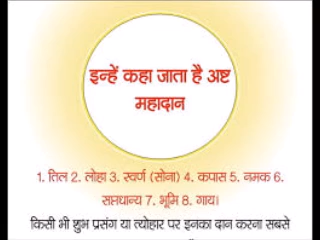 इन्हें कहा जाता है अष्ट
महादान
1. तिल 2. लोहा 3. स्वर्ण (सोना) 4. कपास 5. नमक 6.
सप्तधान्य 7. भूमि 8. गाय।
किसी भी शुभ प्रसंग या त्योहार पर इनका दान करना सबसे